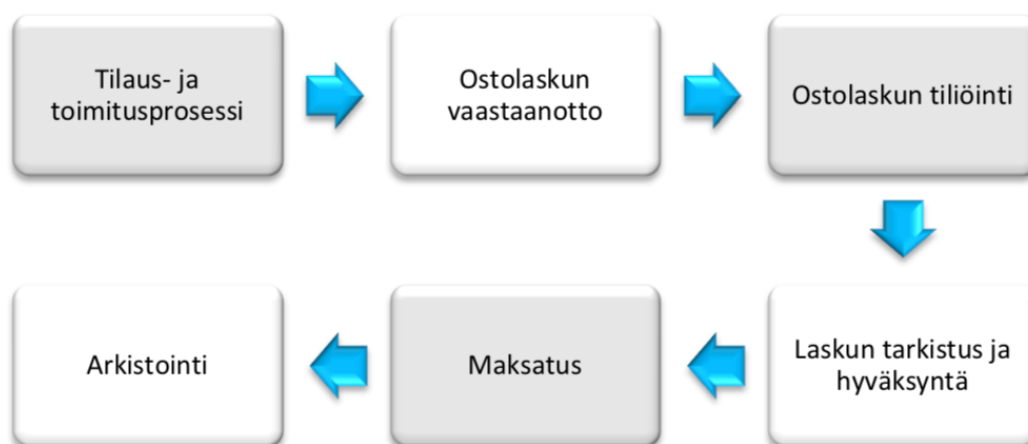 Tilaus- ja
toimitusprosessi
Ostolaskun
vaastaanotto
Ostolaskun tiliöinti
Laskun tarkistus ja
hyväksyntä
Maksatus
Arkistointi